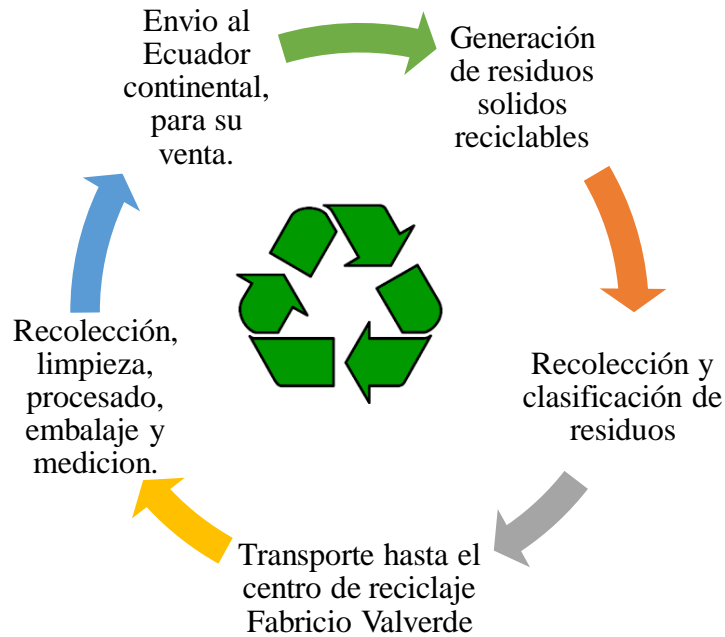 Envio al
Ecuador
continental,
para su
venta.
Generación
de residuos
solidos
reciclables
Recolección y
clasificación de
residuos
Transporte hasta el
centro de reciclaje
Fabricio Valverde
Recolección,
limpieza,
procesado,
embalaje y
medicion.